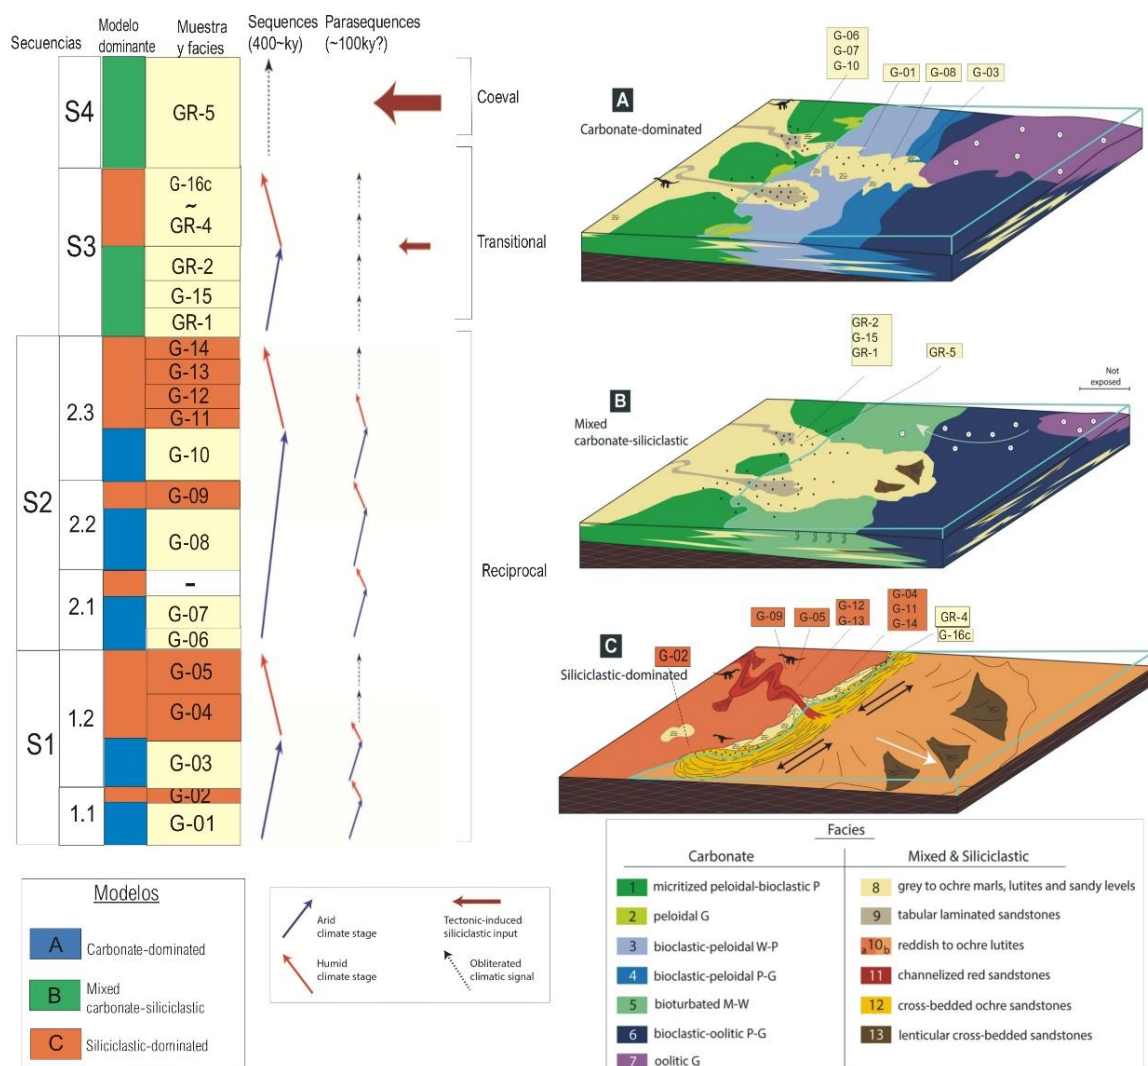 Secuencias
Modelo
dominante
Muestra
y facies
Sequences
(400~ky)
Parasequences
(~100ky?)
S4
GR-5
Coeval
S3
G-16c
~
GR-4
GR-2
G-15
GR-1
Transitional
S2
2.3
G-14
G-13
G-12
G-11
G-10
2.2
G-09
G-08
2.1
-
G-07
G-06
Reciprocal
S1
1.2
G-05
G-04
G-03
1.1
G-02
G-01
Modelos
A Carbonate-dominated
B Mixed
carbonate-siliciclastic
C Siliciclastic-dominated
Arid
climate stage
Humid
climate stage
Tectonic-induced
siliciclastic input
Obliterated
climatic signal
G-06
G-07
G-10
G-01
G-08
G-03
A
Carbonate-dominated
GR-2
G-15
GR-1
GR-5
Not
exposed
B
Mixed
carbonate-siliciclastic
G-02
G-09
G-05
G-12
G-13
G-04
G-11
G-14
GR-4
G-16c
C
Siliciclastic-dominated
Facies
Carbonate
1 micritized peloidal-bioclastic P
2 peloidal G
3 bioclastic-peloidal W-P
4 bioclastic-peloidal P-G
5 bioturbated M-W
6 bioclastic-oolitic P-G
7 oolitic G
Mixed & Siliciclastic
8 grey to ochre marls, lutites and sandy levels
9 tabular laminated sandstones
a 10 b reddish to ochre lutites
11 channelized red sandstones
12 cross-bedded ochre sandstones
13 lenticular cross-bedded sandstones